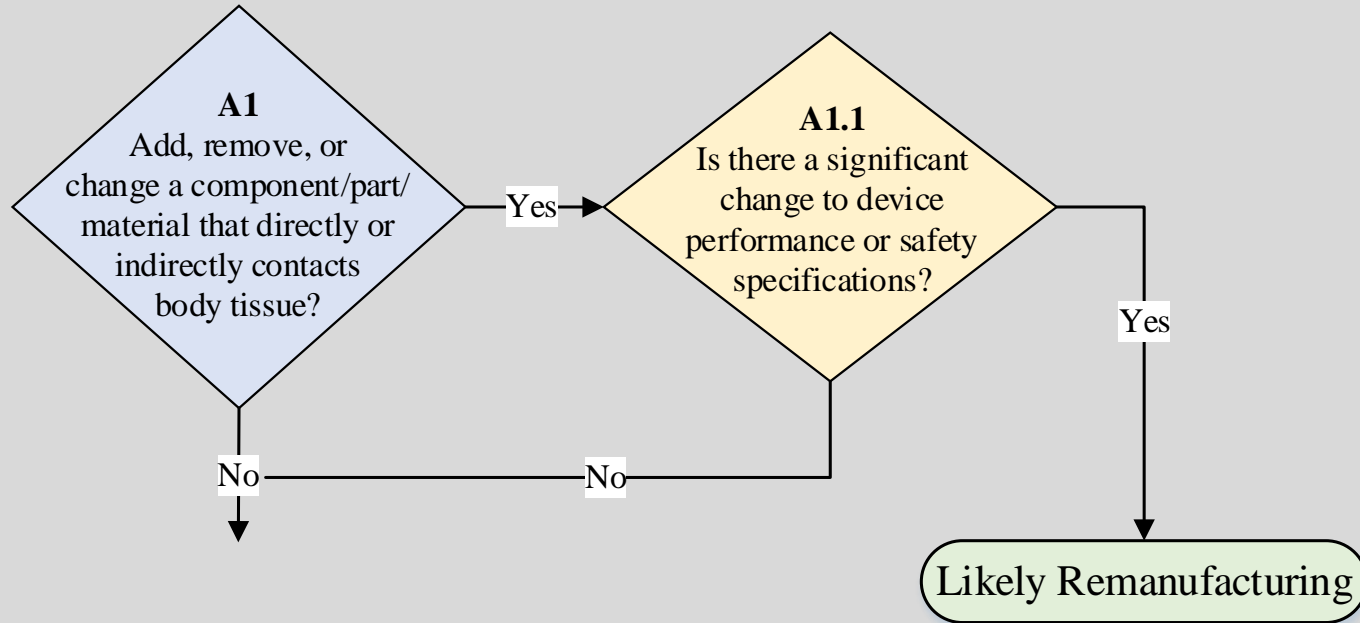 A1
Add, remove, or
change a component/part/
material that directly or
indirectly contacts
body tissue?
Yes
A1.1
Is there a significant
change to device
performance or safety
specifications?
Yes
No
No
Likely Remanufacturing